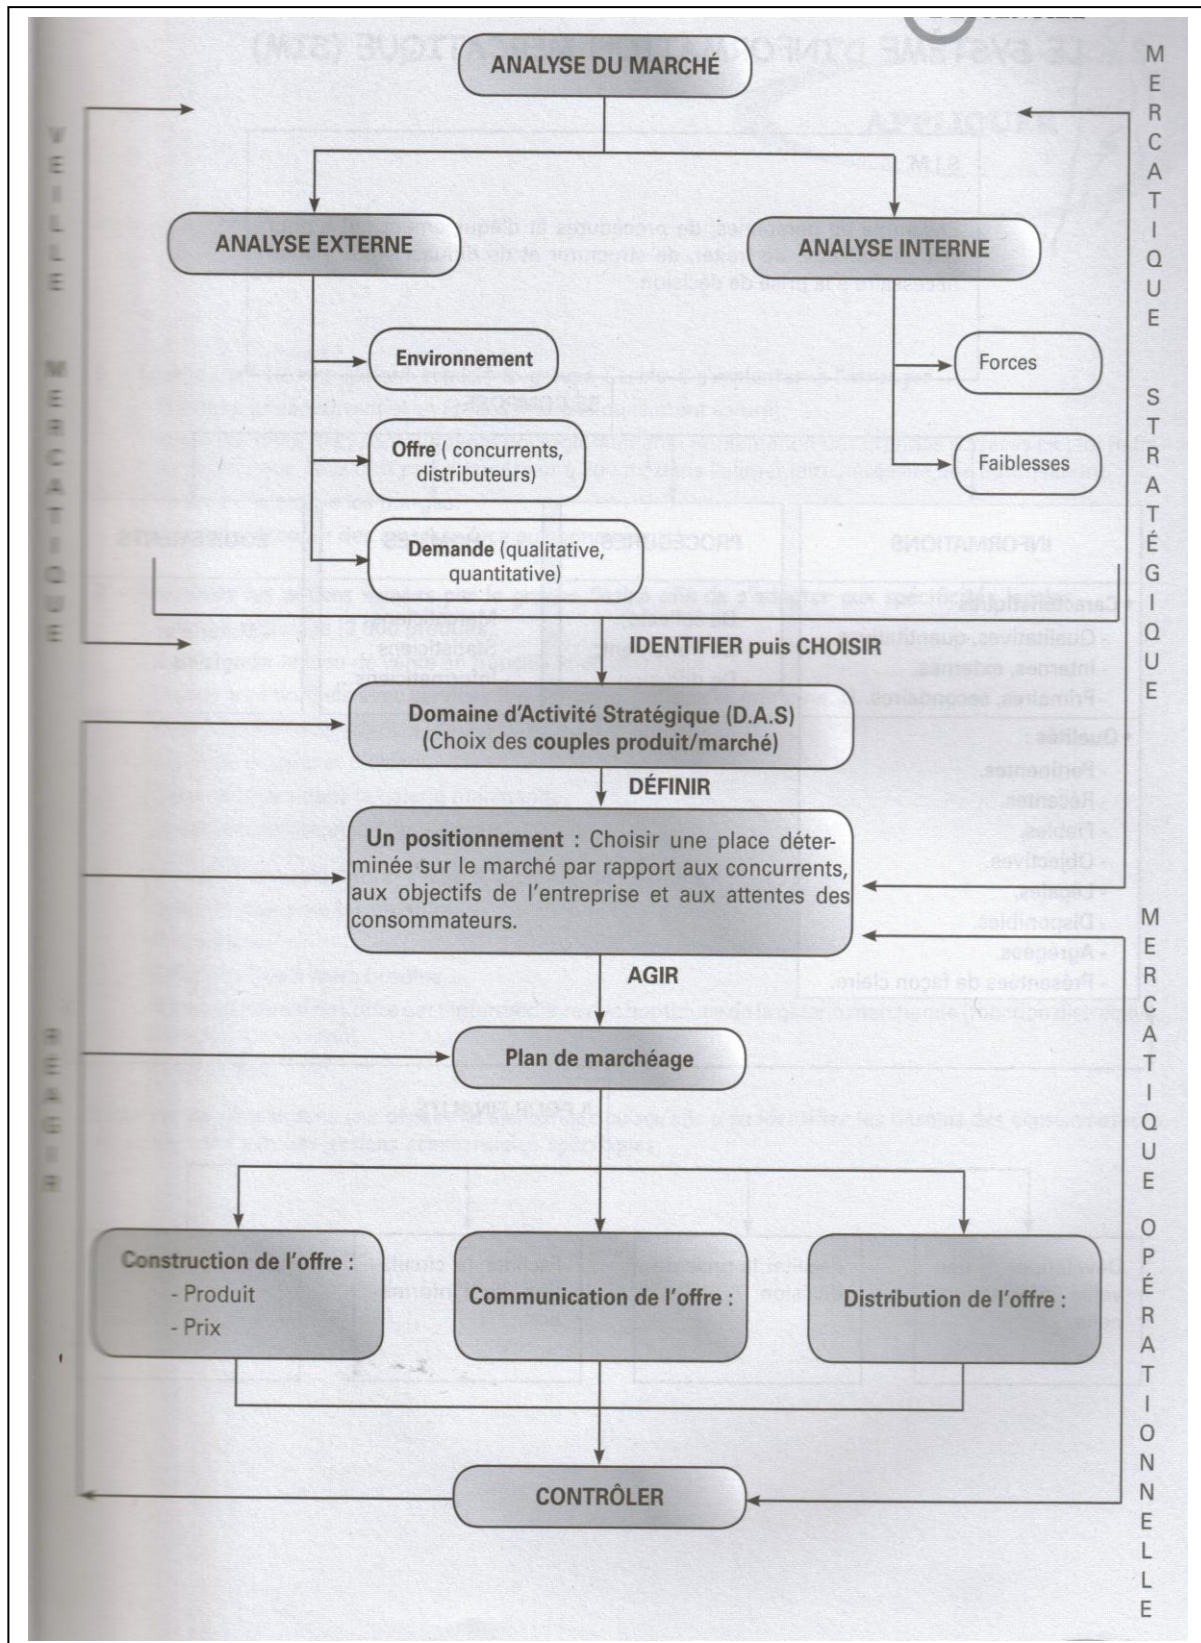 ANALYSE DU MARCHÉ
ANALYSE EXTERNE
ANALYSE INTERNE
Environnement
Forces
Offre ( concurrents,
distributeurs)
Faiblesses
Demande (qualitative,
quantitative)
IDENTIFIER puis CHOISIR
Domaine d'Activité Stratégique (D.A.S)
(Choix des couples produit/marché)
DÉFINIR
Un positionnement : Choisir une place déter-
minée sur le marché par rapport aux concurrents,
aux objectifs de l'entreprise et aux attentes des
consommateurs.
AGIR
Plan de marchéage
Construction de l'offre :
- Produit
- Prix
Communication de l'offre :
Distribution de l'offre :
CONTRÔLER
VEILLE MERCATIQUE
RÉAGIR
MERCATIQUE STRATÉGIQUE
MERCATIQUE OPÉRATIONNELLE